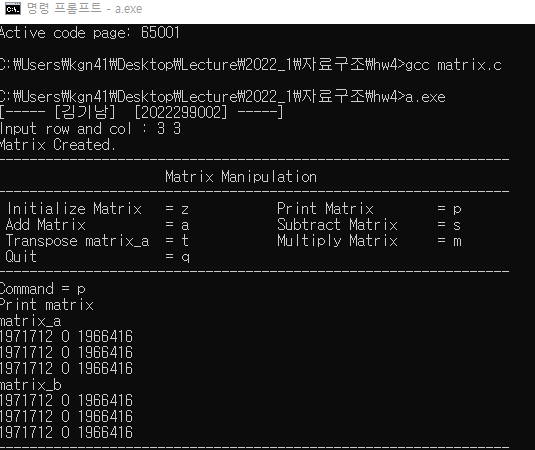 명령 프롬프트 - a.exe
Active code page: 65001
C:₩Users₩kgn41₩Desktop₩Lecture₩2022_1₩자료구조₩hw4>gcc matrix.c
C:₩Users₩kgn41₩Desktop₩Lecture₩2022_1₩자료구조₩hw4>a.exe
[----- [김기남]  [2022299002] -----]
Input row and col : 3 3
Matrix Created.
----------------------------------------------------------------
Matrix Manipulation
----------------------------------------------------------------
Initialize Matrix   = z           Print Matrix        = p
Add Matrix          = a           Subtract Matrix     = s
Transpose matrix_a  = t           Multiply Matrix     = m
Quit                = q
----------------------------------------------------------------
Command = p
Print matrix
matrix_a
1971712 0 1966416
1971712 0 1966416
1971712 0 1966416
matrix_b
1971712 0 1966416
1971712 0 1966416
1971712 0 1966416
----------------------------------------------------------------